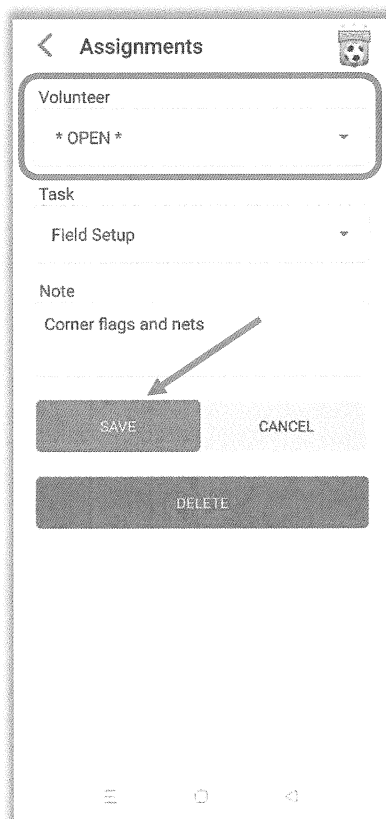 Assignments
Volunteer
* OPEN *
Task
Field Setup
Note
Corner flags and nets
SAVE
CANCEL
DELETE